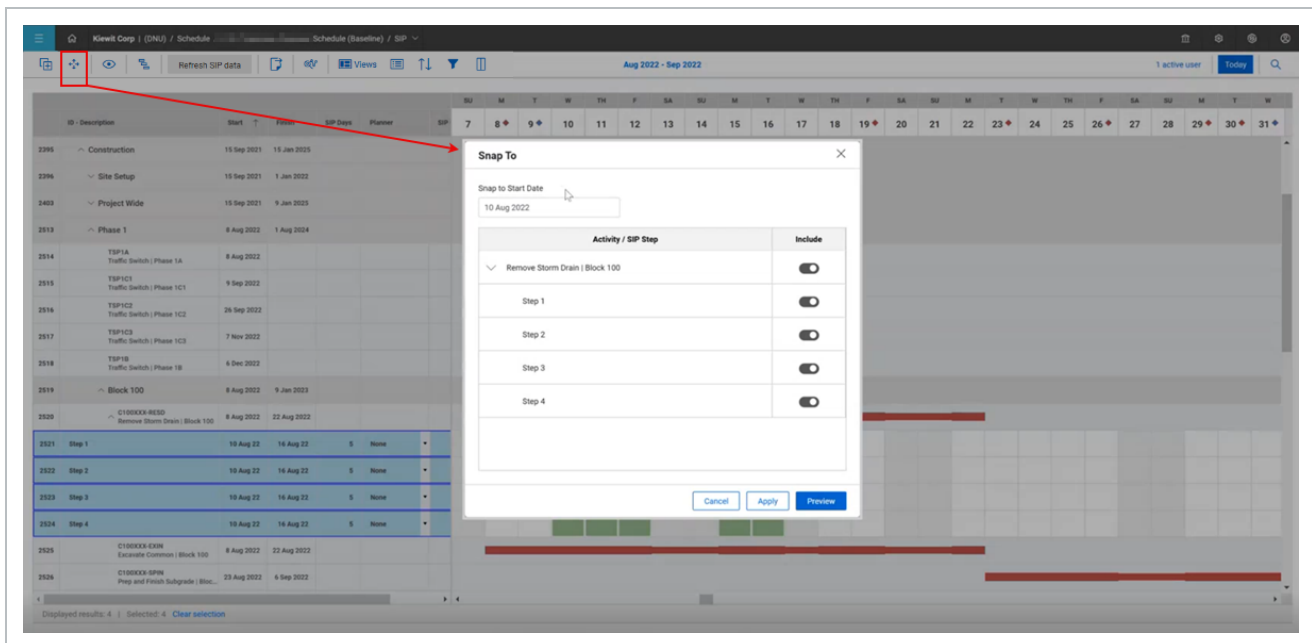 Kiewit Corp | (DNU) / Schedule Schedule (Baseline) / SIP
Refresh SIP data Views Aug 2022 - Sep 2022 1 active user Today
SU M T W TH F SA SU M T W TH F SA SU M T W TH F SA SU M T W
ID - Description Start Finish SIP Days Planner SIP 7 8 9 10 11 12 13 14 15 16 17 18 19 20 21 22 23 24 25 26 27 28 29 30 31
2395 Construction 15 Sep 2021 15 Jan 2025
2396 Site Setup 15 Sep 2021 1 Jan 2022
2403 Project Wide 15 Sep 2021 9 Jan 2025
2513 Phase 1 8 Aug 2022 1 Aug 2024
2514 TSP1A 8 Aug 2022
Traffic Switch | Phase 1A
2515 TSP1C1 9 Sep 2022
Traffic Switch | Phase 1C1
2516 TSP1C2 26 Sep 2022
Traffic Switch | Phase 1C2
2517 TSP1C3 7 Nov 2022
Traffic Switch | Phase 1C3
2518 TSP1B 6 Dec 2022
Traffic Switch | Phase 1B
2519 Block 100 8 Aug 2022 9 Jan 2023
2520 C100XXX-RESD 8 Aug 2022 22 Aug 2022
Remove Storm Drain | Block 100
2521 Step 1 10 Aug 22 16 Aug 22 5 None
2522 Step 2 10 Aug 22 16 Aug 22 5 None
2523 Step 3 10 Aug 22 16 Aug 22 5 None
2524 Step 4 10 Aug 22 16 Aug 22 5 None
2525 C100XXX-EXIN 8 Aug 2022 22 Aug 2022
Excavate Common | Block 100
2526 C100XXX-SPIN 23 Aug 2022 6 Sep 2022
Prep and Finish Subgrade | Bloc...
Displayed results: 4 | Selected: 4 Clear selection
Snap To
Snap to Start Date
10 Aug 2022
Activity / SIP Step Include
Remove Storm Drain | Block 100
Step 1
Step 2
Step 3
Step 4
Cancel Apply Preview